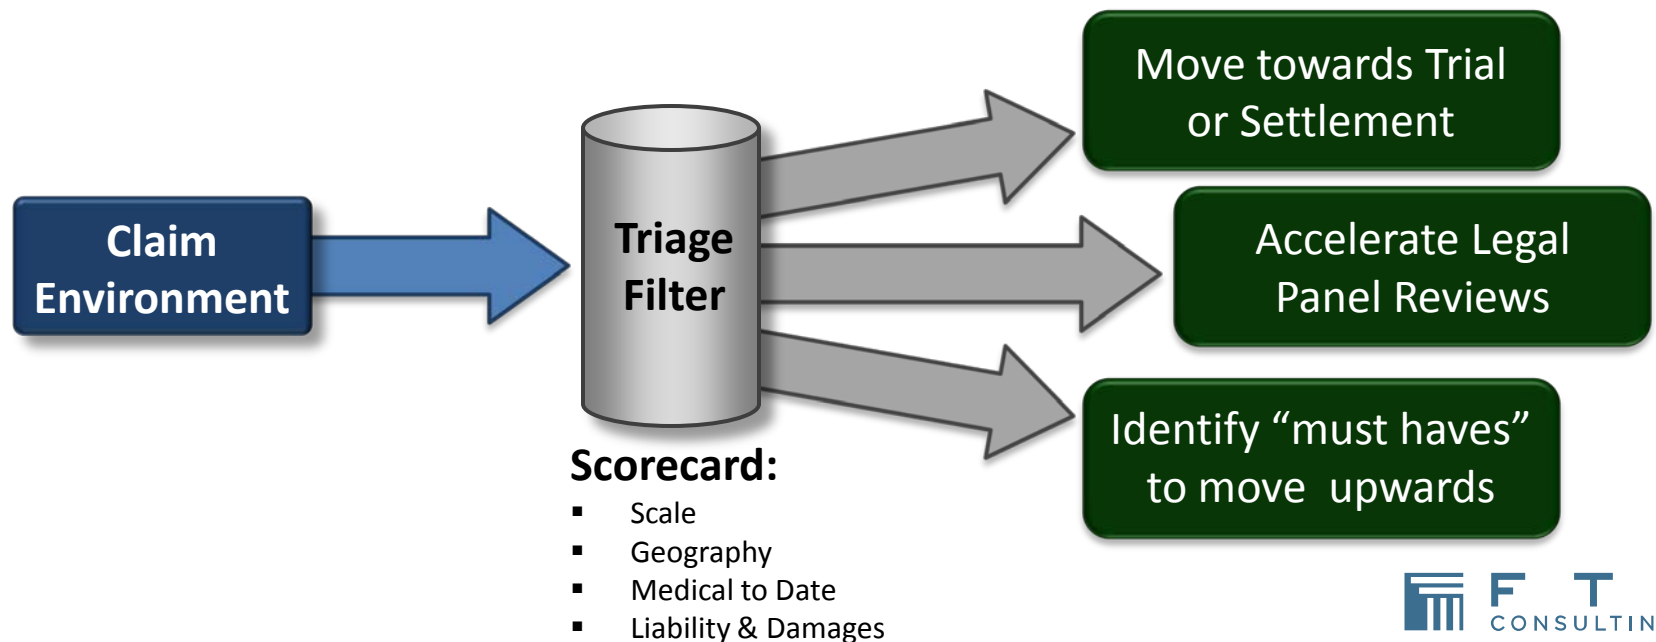 Claim
Environment
Triage
Filter
Move towards Trial
or Settlement
Accelerate Legal
Panel Reviews
Identify “must haves”
to move  upwards
Scorecard:
▪ Scale
▪ Geography
▪ Medical to Date
▪ Liability & Damages
F T
CONSULTIN